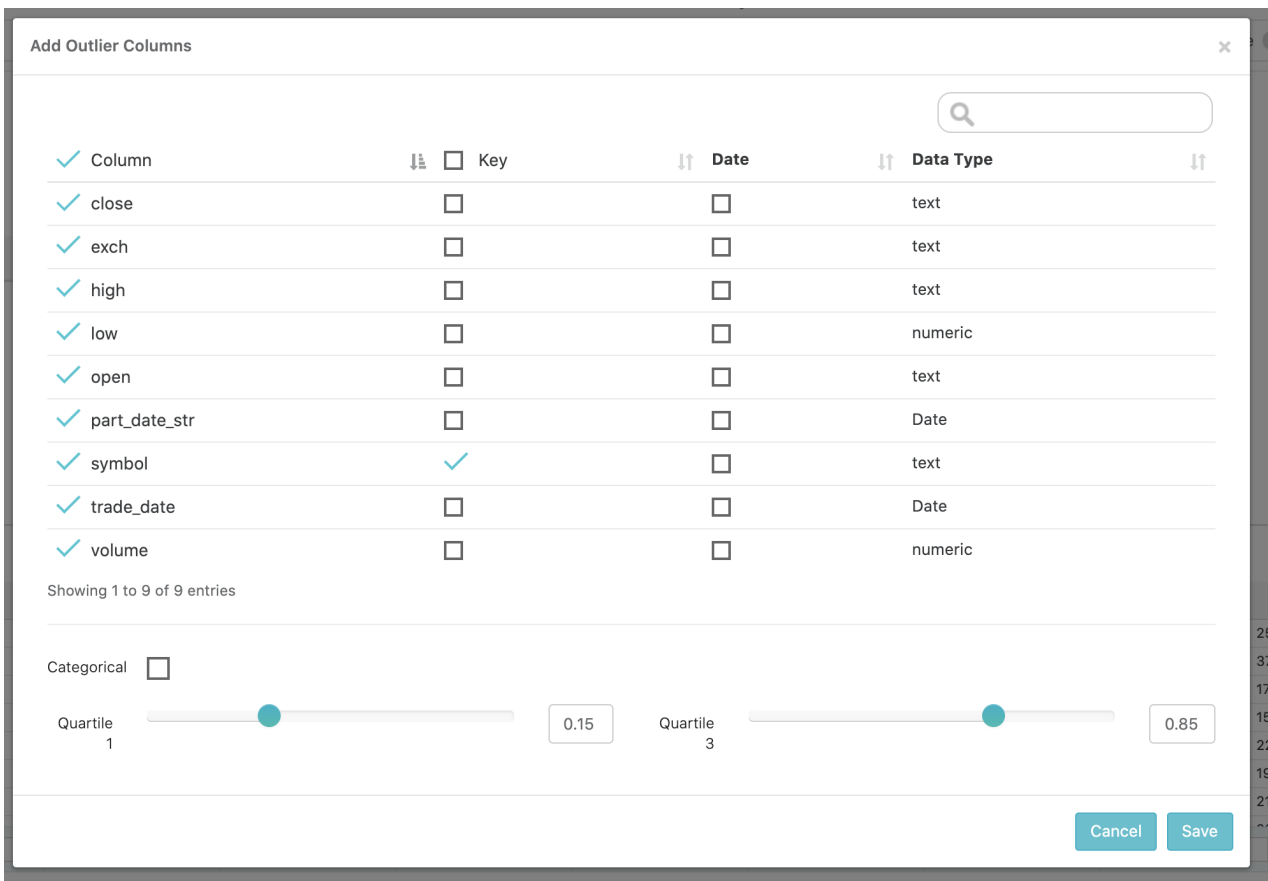 Add Outlier Columns ×
Column Key Date Data Type
close text
exch text
high text
low numeric
open text
part_date_str Date
symbol text
trade_date Date
volume numeric
Showing 1 to 9 of 9 entries
Categorical
Quartile 1 0.15 Quartile 3 0.85
Cancel Save